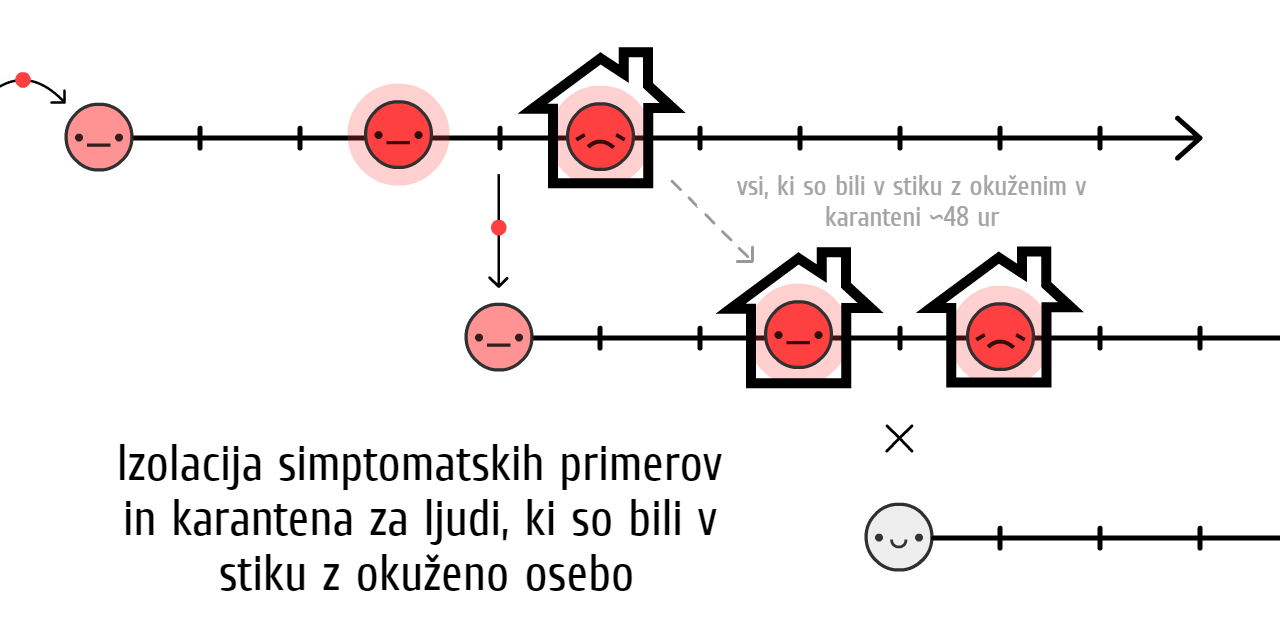 vsi, ki so bili v stiku z okuženim v
karanteni ~48 ur
Izolacija simptomatskih primerov
in karantena za ljudi, ki so bili v
stiku z okuženo osebo